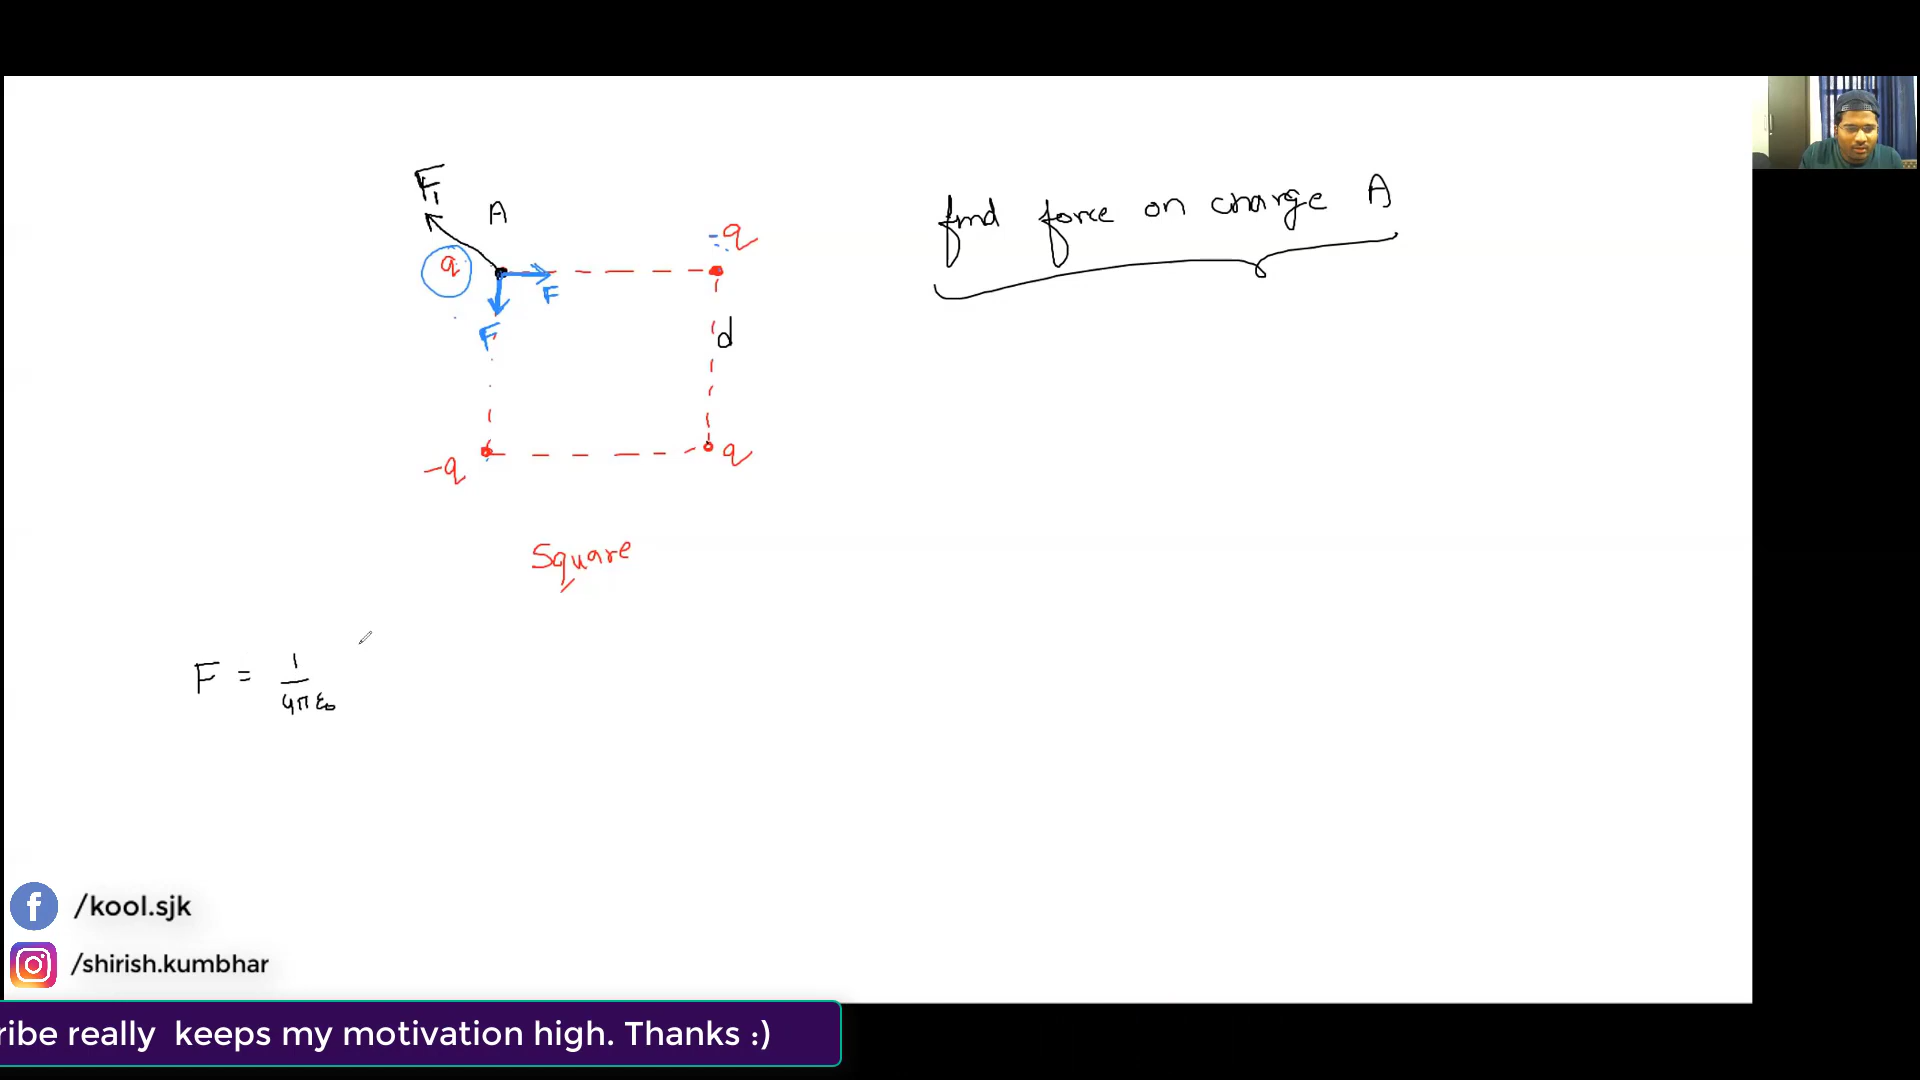 F₁
A
find force on charge A
-q
q
F
F
d
-q
q
Square
F = 1/4πε₀
/kool.sjk
/shirish.kumbhar
ribe really keeps my motivation high. Thanks :)